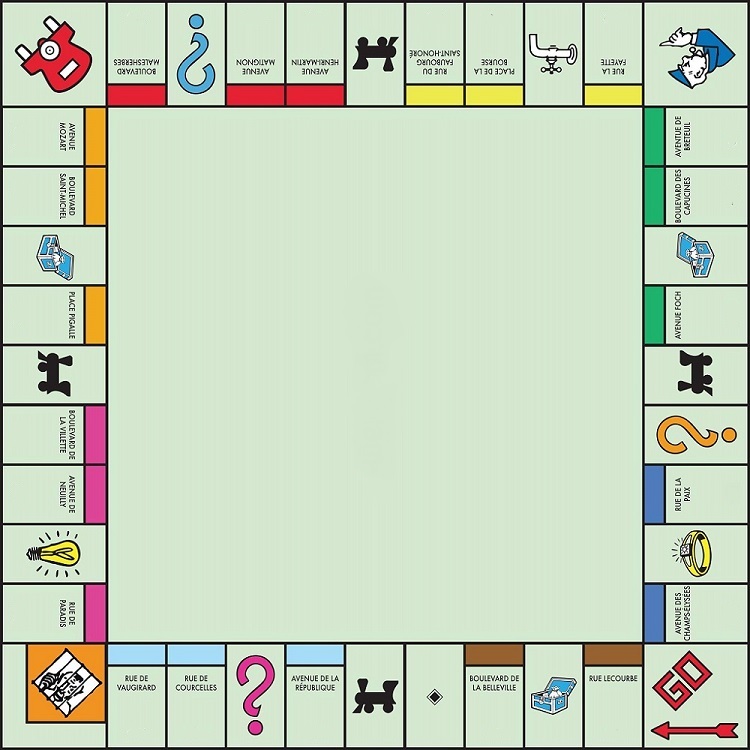 BOULEVARD
MALESHERBES
AVENUE
MATIGNON
AVENUE
HENRI-MARTIN
RUE DU
FAUBOURG
SAINT-HONORÉ
PLACE DE LA
BOURSE
RUE LA
FAYETTE
AVENUE
MOZART
BOULEVARD
SAINT-MICHEL
PLACE PIGALLE
BOULEVARD DE
LA VILLETTE
AVENUE DE
NEUILLY
RUE DE
PARADIS
AVENTUE DE
BRETEUIL
BOULEVARD DES
CAPUCINES
AVENUE FOCH
RUE DE LA
PAIX
AVENUE DES
CHAMPS-ELYSEES
RUE DE
VAUGIRARD
RUE DE
COURCELLES
AVENUE DE LA
RÉPUBLIQUE
BOULEVARD DE
LA BELLEVILLE
RUE LECOURBE
GO